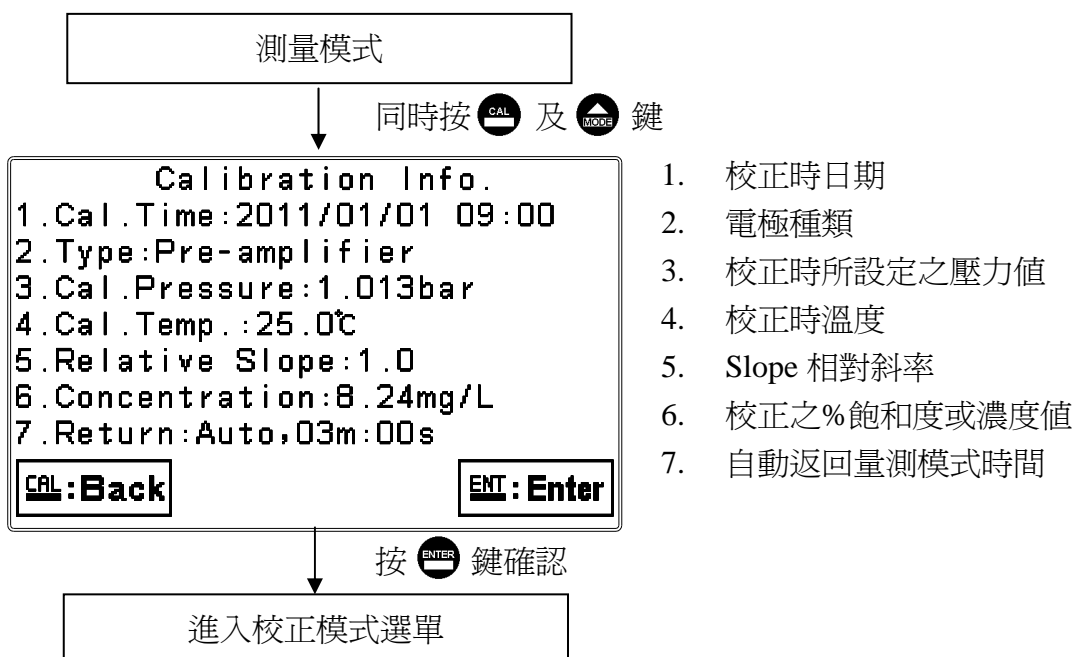 測量模式
同時按 CAL 及 MODE 鍵
Calibration Info.
1.Cal.Time:2011/01/01 09:00
2.Type:Pre-amplifier
3.Cal.Pressure:1.013bar
4.Cal.Temp.:25.0℃
5.Relative Slope:1.0
6.Concentration:8.24mg/L
7.Return:Auto,03m:00s
CAL:Back
ENT:Enter
1. 校正時日期
2. 電極種類
3. 校正時所設定之壓力值
4. 校正時溫度
5. Slope 相對斜率
6. 校正之%飽和度或濃度值
7. 自動返回量測模式時間
按 ENTER 鍵確認
進入校正模式選單